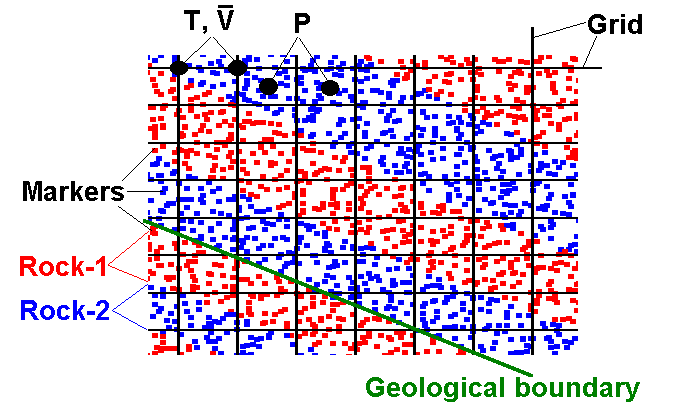 T, V̅
P
Grid
Markers
Rock-1
Rock-2
Geological boundary